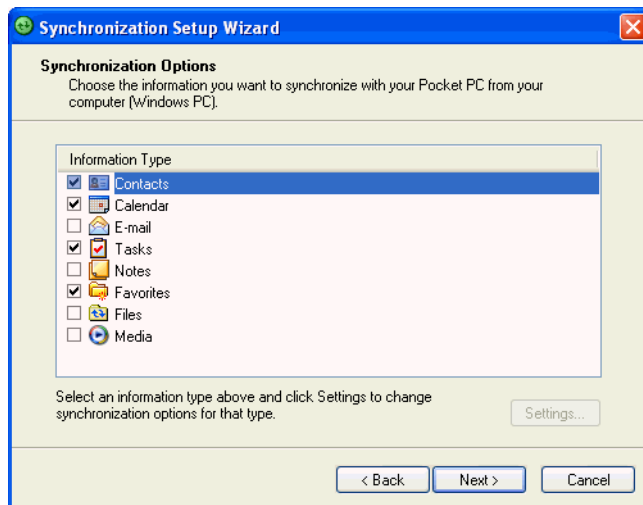 Synchronization Setup Wizard
Synchronization Options
Choose the information you want to synchronize with your Pocket PC from your
computer (Windows PC).
Information Type
Contacts
Calendar
E-mail
Tasks
Notes
Favorites
Files
Media
Select an information type above and click Settings to change
synchronization options for that type.
Settings...
< Back
Next >
Cancel